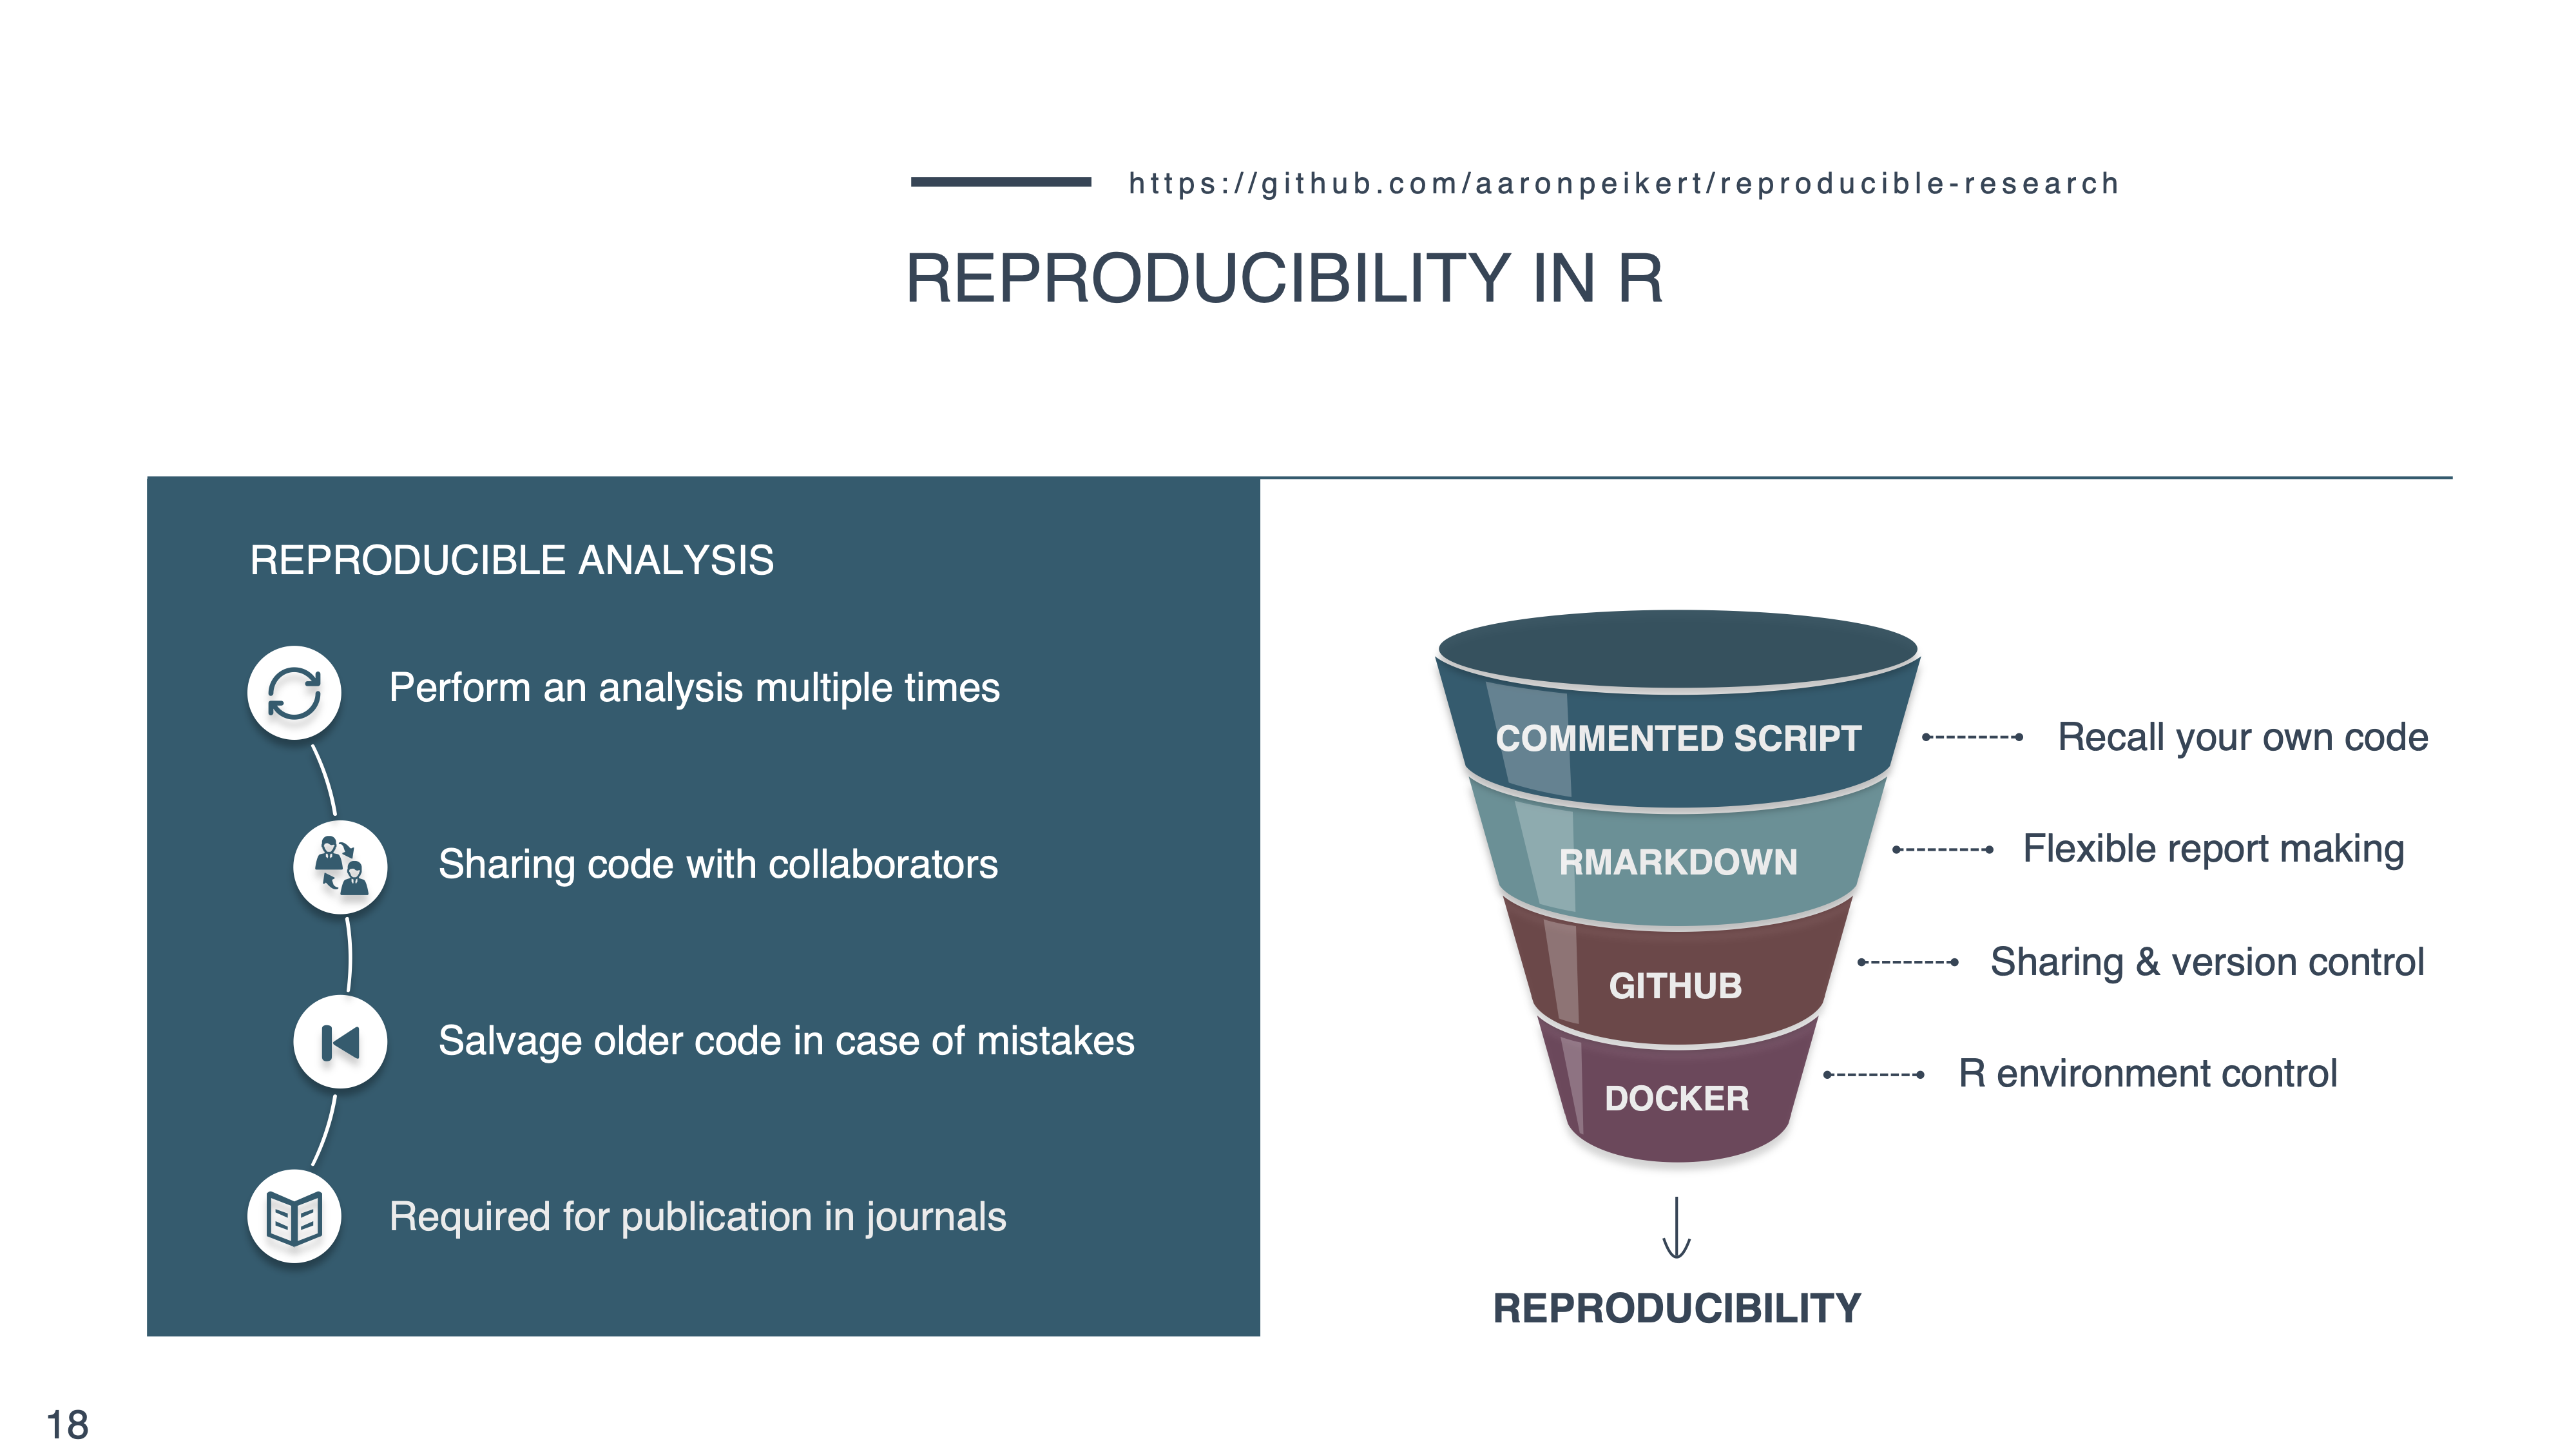 https://github.com/aaronpeikert/reproducible-research
REPRODUCIBILITY IN R
REPRODUCIBLE ANALYSIS
Perform an analysis multiple times
Sharing code with collaborators
Salvage older code in case of mistakes
Required for publication in journals
COMMENTED SCRIPT
Recall your own code
RMARKDOWN
Flexible report making
GITHUB
Sharing & version control
DOCKER
R environment control
REPRODUCIBILITY
18